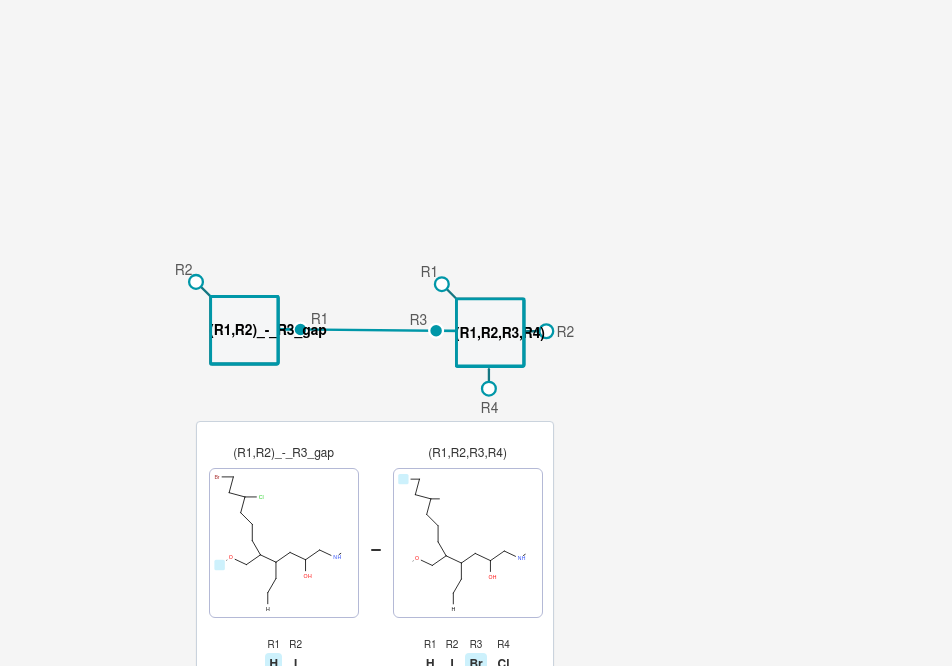 R2
R1
(R1,R2)_-_R3_gap
R1
R3
(R1,R2,R3,R4)
R2
R4
(R1,R2)_-_R3_gap
(R1,R2,R3,R4)
Br
Cl
O
NH
OH
H
–
O
NH
OH
H
R1 R2
R1 R2 R3 R4
H I
H I Br Cl